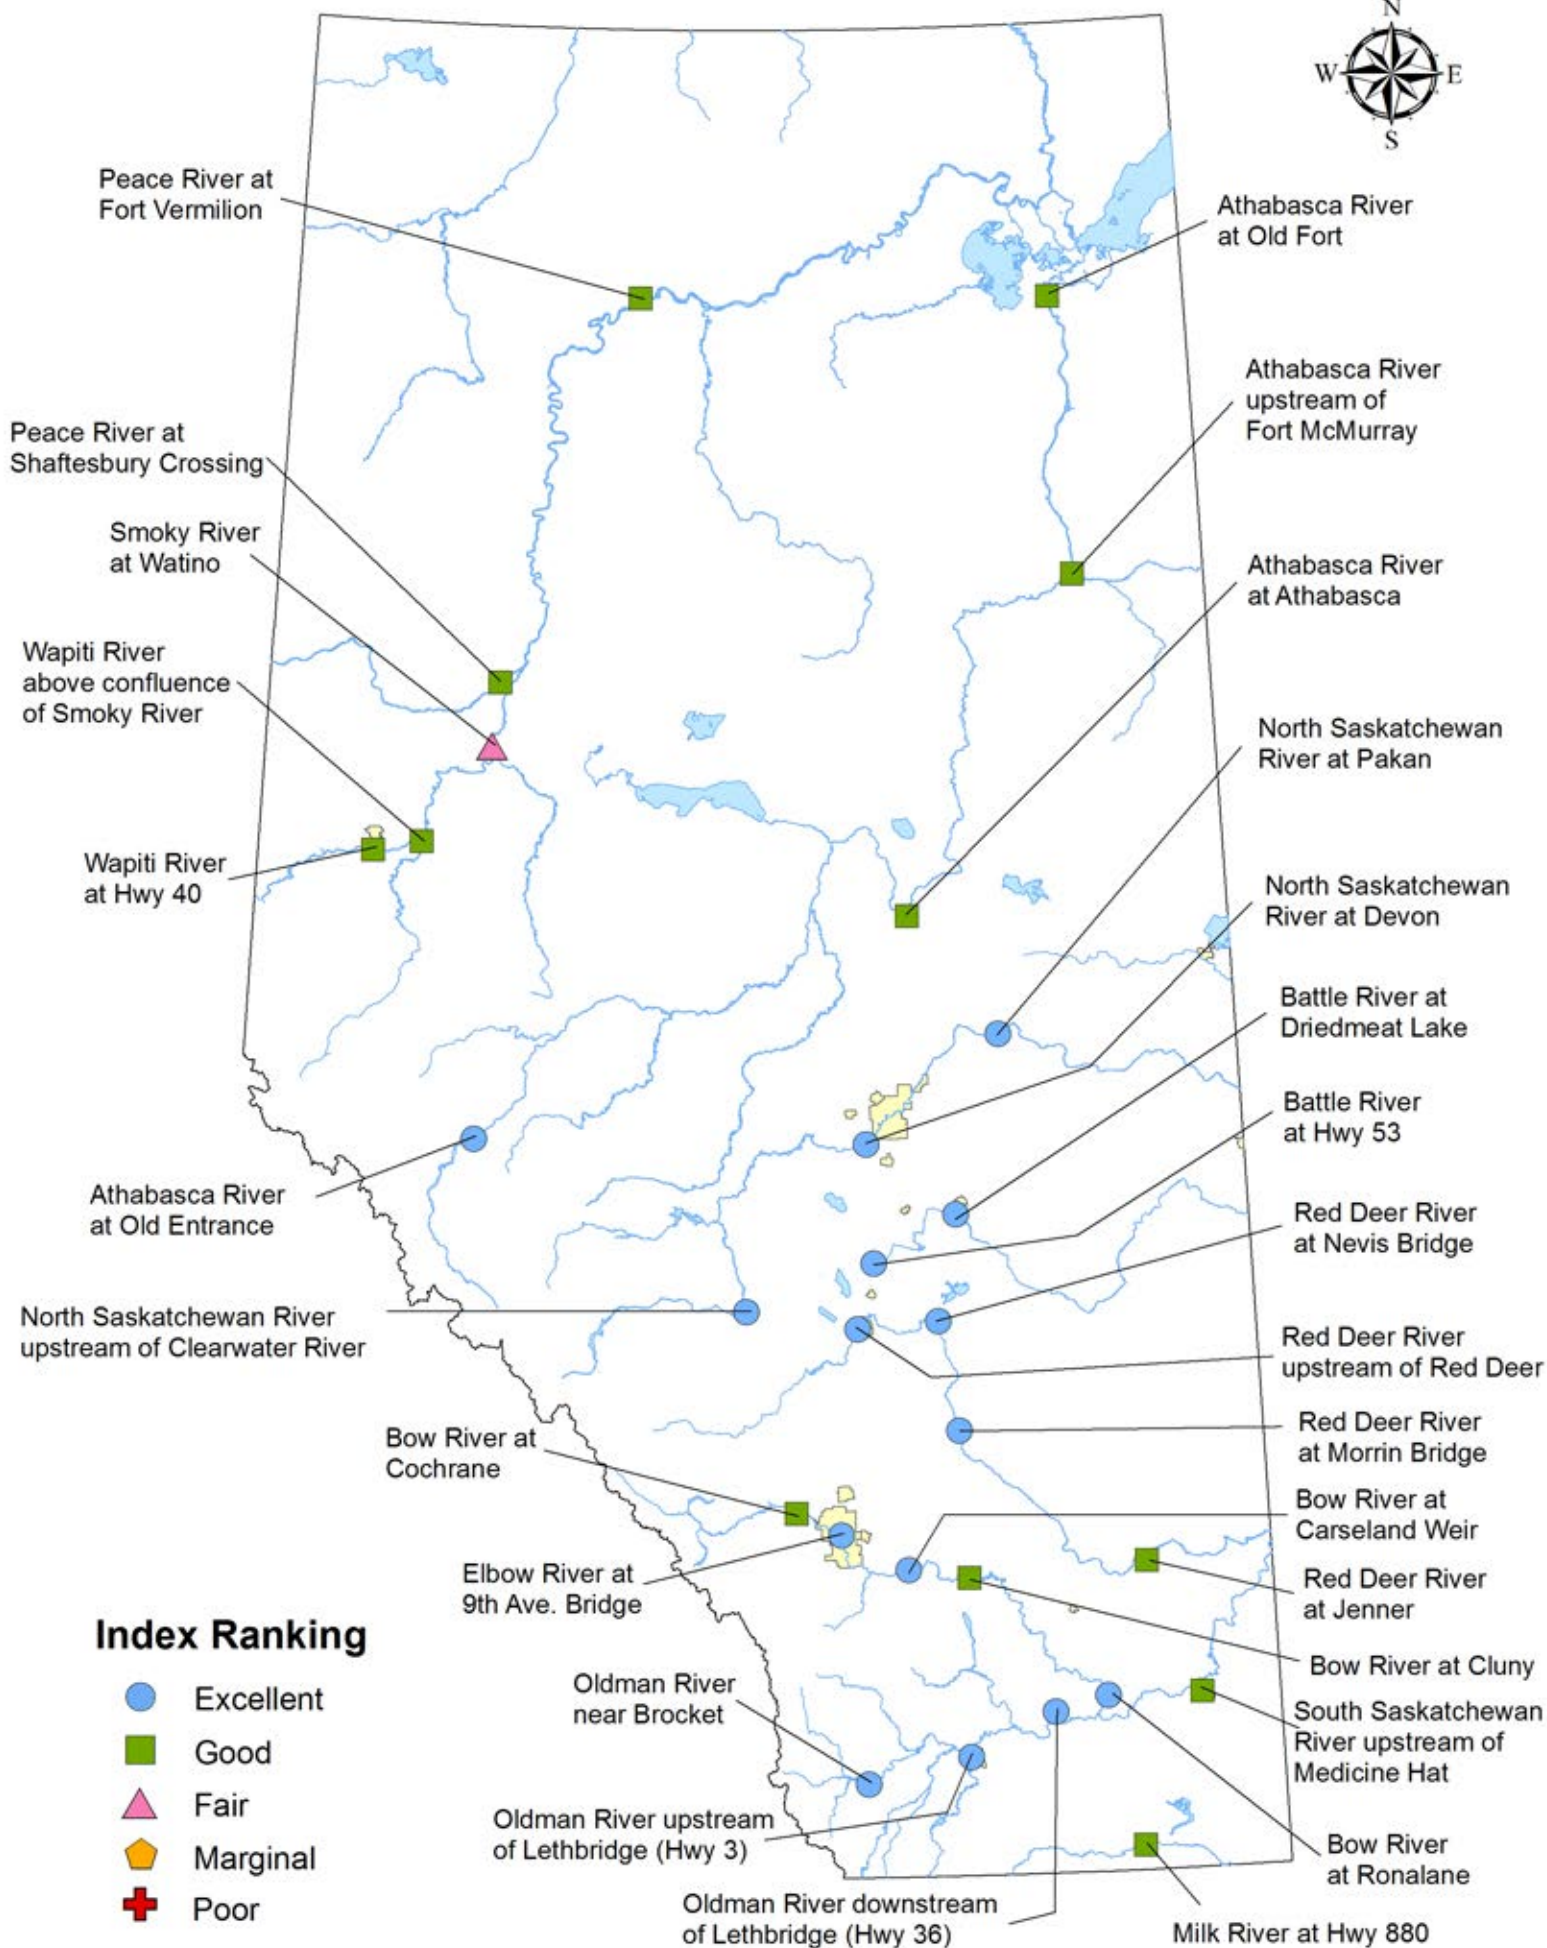 N
W
E
S
Peace River at
Fort Vermilion
Athabasca River
at Old Fort
Athabasca River
upstream of
Fort McMurray
Peace River at
Shaftesbury Crossing
Smoky River
at Watino
Athabasca River
at Athabasca
Wapiti River
above confluence
of Smoky River
North Saskatchewan
River at Pakan
Wapiti River
at Hwy 40
North Saskatchewan
River at Devon
Battle River at
Driedmeat Lake
Battle River
at Hwy 53
Athabasca River
at Old Entrance
Red Deer River
at Nevis Bridge
North Saskatchewan River
upstream of Clearwater River
Red Deer River
upstream of Red Deer
Bow River at
Cochrane
Red Deer River
at Morrin Bridge
Bow River at
Carseland Weir
Elbow River at
9th Ave. Bridge
Red Deer River
at Jenner
Bow River at Cluny
Oldman River
near Brocket
South Saskatchewan
River upstream of
Medicine Hat
Oldman River upstream
of Lethbridge (Hwy 3)
Bow River
at Ronalane
Oldman River downstream
of Lethbridge (Hwy 36)
Milk River at Hwy 880
Index Ranking
Excellent
Good
Fair
Marginal
Poor